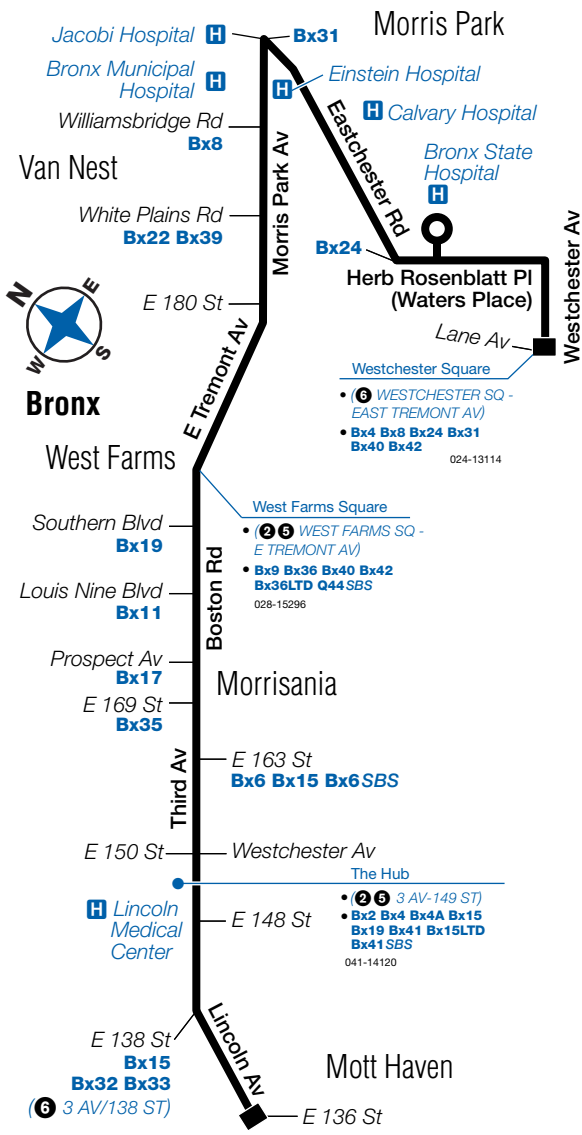 Morris Park
Jacobi Hospital H
Bx31
Bronx Municipal
Hospital H
H Einstein Hospital
H Calvary Hospital
Williamsbridge Rd
Bx8
Bronx State
Hospital
H
Van Nest
Morris Park Av
Eastchester Rd
White Plains Rd
Bx22 Bx39
Bx24
Herb Rosenblatt Pl
(Waters Place)
Westchester Av
Lane Av
E 180 St
N
E
W
S
Bronx
E Tremont Av
Westchester Square
• (6 WESTCHESTER SQ -
EAST TREMONT AV)
• Bx4 Bx8 Bx24 Bx31
Bx40 Bx42
024-13114
West Farms
West Farms Square
• (2 5 WEST FARMS SQ -
E TREMONT AV)
• Bx9 Bx36 Bx40 Bx42
Bx36LTD Q44SBS
028-15296
Southern Blvd
Bx19
Boston Rd
Louis Nine Blvd
Bx11
Prospect Av
Bx17
Morrisania
E 169 St
Bx35
Third Av
E 163 St
Bx6 Bx15 Bx6SBS
E 150 St
Westchester Av
The Hub
• (2 5 3 AV-149 ST)
• Bx2 Bx4 Bx4A Bx15
Bx19 Bx41 Bx15LTD
Bx41SBS
041-14120
H Lincoln
Medical
Center
E 148 St
E 138 St
Bx15
Bx32 Bx33
(6 3 AV/138 ST)
Lincoln Av
Mott Haven
E 136 St